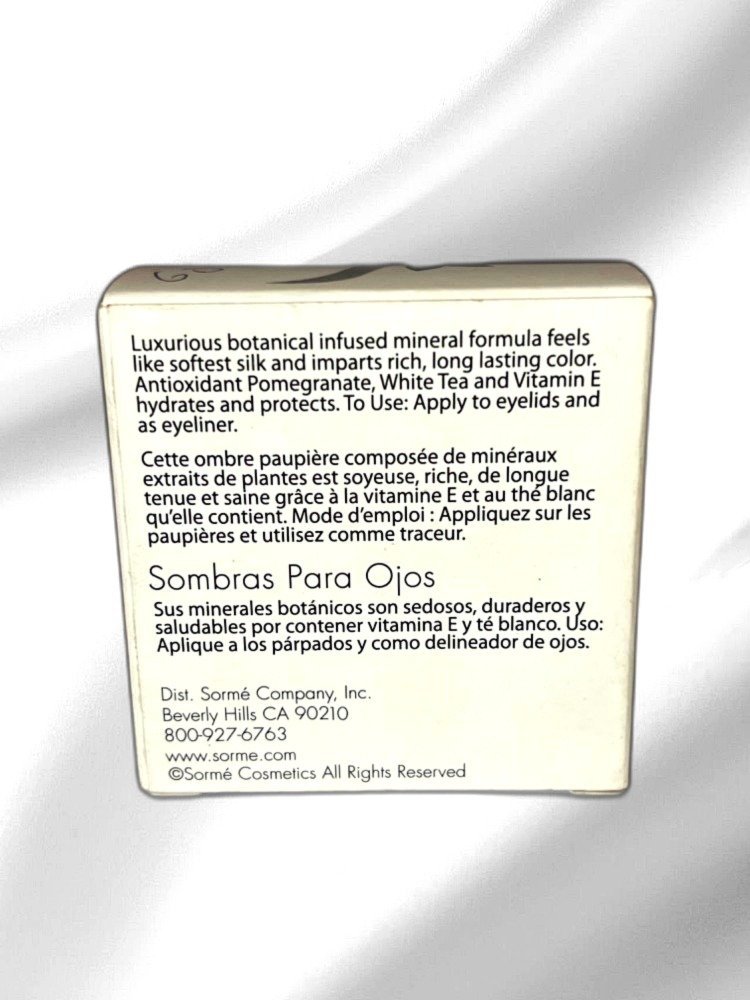 Luxurious botanical infused mineral formula feels
like softest silk and imparts rich, long lasting color.
Antioxidant Pomegranate, White Tea and Vitamin E
hydrates and protects. To Use: Apply to eyelids and
as eyeliner.
Cette ombre paupière composée de minéraux
extraits de plantes est soyeuse, riche, de longue
tenue et saine grâce à la vitamine E et au thé blanc
qu'elle contient. Mode d'emploi : Appliquez sur les
paupières et utilisez comme traceur.
Sombras Para Ojos
Sus minerales botánicos son sedosos, duraderos y
saludables por contener vitamina E y té blanco. Uso:
Aplique a los párpados y como delineador de ojos.
Dist. Sormé Company, Inc.
Beverly Hills CA 90210
800-927-6763
www.sorme.com
©Sormé Cosmetics All Rights Reserved